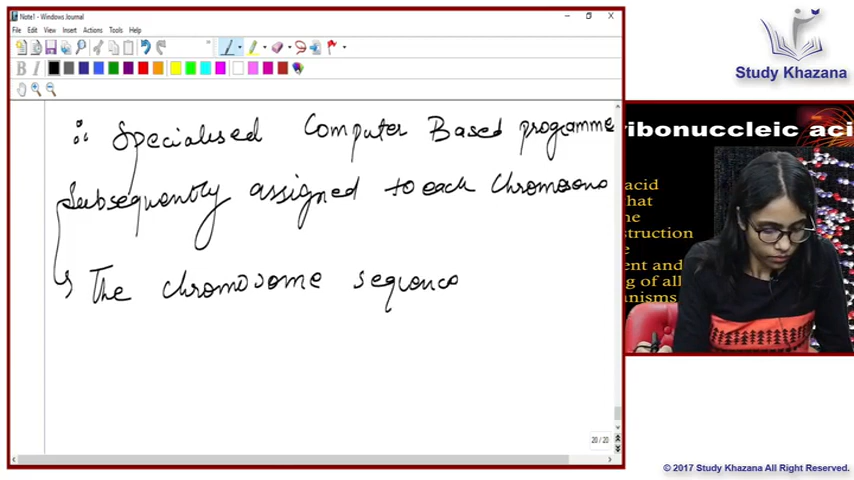 Note1 - Windows Journal
File Edit View Insert Actions Tools Help
B I
∴ Specialised Computer Based programme
Subsequently assigned to each Chromosome
↳ The chromosome sequence
20 / 20
Study Khazana
ribonuccleic aci
acid
hat
ne
struction
e
ent and
g of all
anisms
© 2017 Study Khazana All Right Reserved.